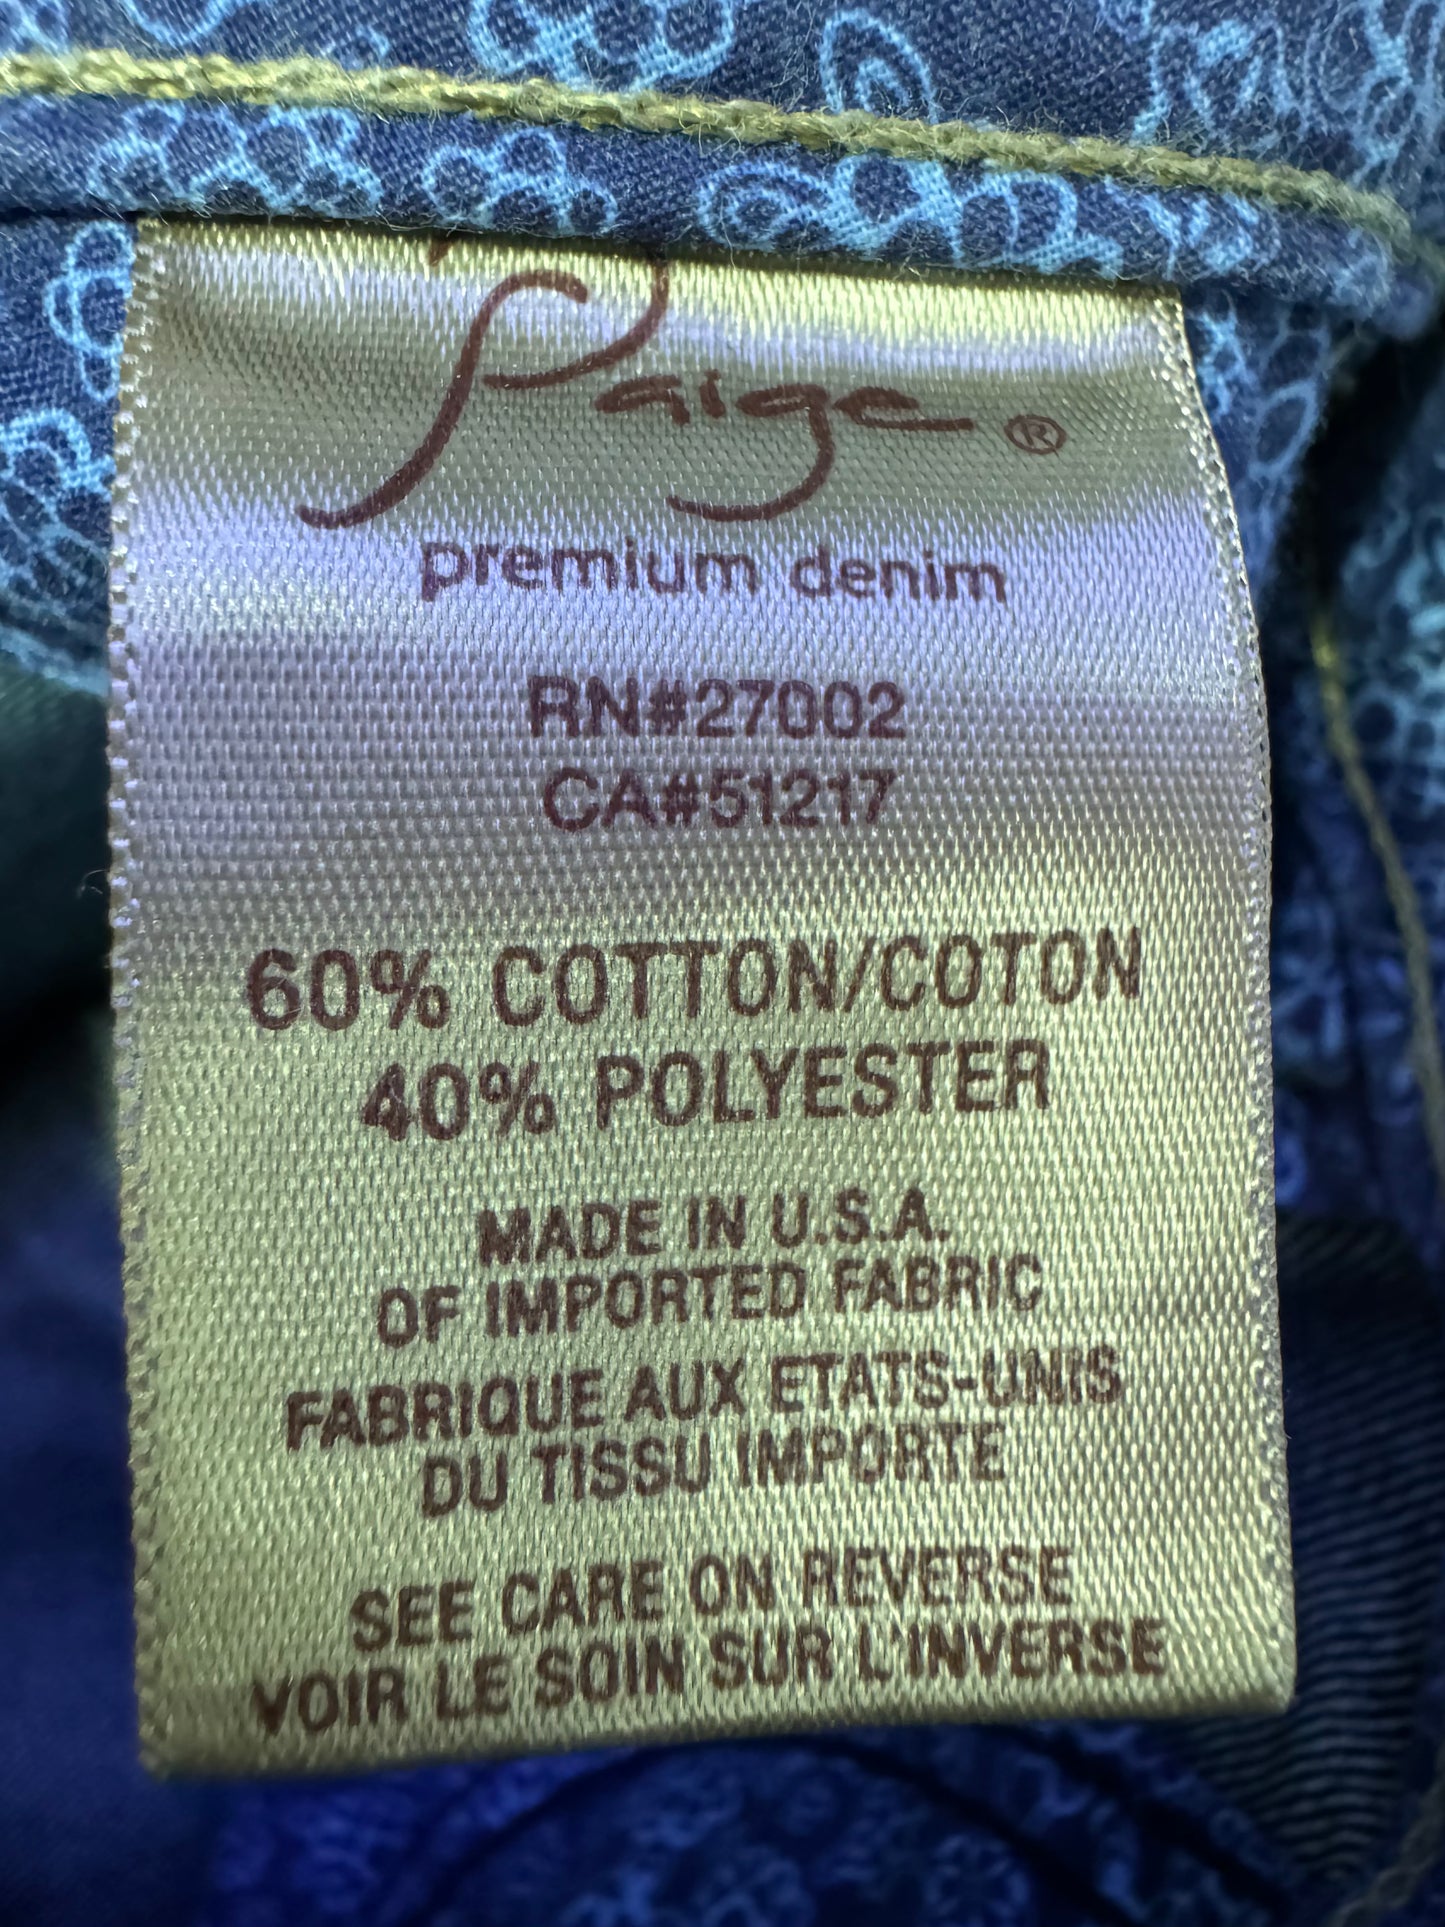 Paige®
premium denim
RN#27002
CA#51217
60% COTTON/COTON
40% POLYESTER
MADE IN U.S.A.
OF IMPORTED FABRIC
FABRIQUE AUX ETATS-UNIS
DU TISSU IMPORTE
SEE CARE ON REVERSE
VOIR LE SOIN SUR L'INVERSE